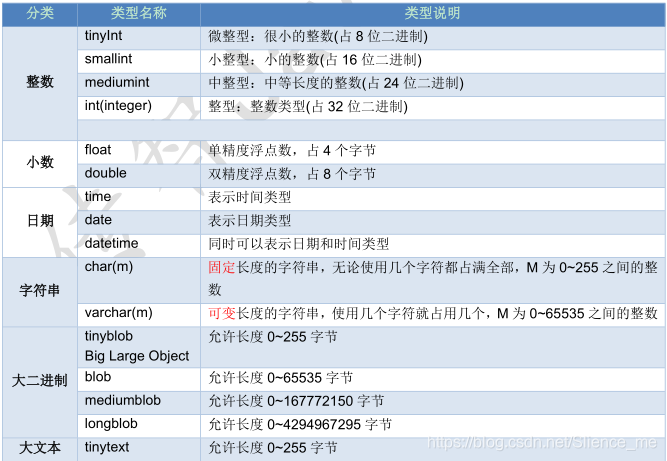 分类 类型名称 类型说明
整数 tinyInt 微整型：很小的整数(占 8 位二进制)
smallint 小整型：小的整数(占 16 位二进制)
mediumint 中整型：中等长度的整数(占 24 位二进制)
int(integer) 整型：整数类型(占 32 位二进制)
小数 float 单精度浮点数，占 4 个字节
double 双精度浮点数，占 8 个字节
日期 time 表示时间类型
date 表示日期类型
datetime 同时可以表示日期和时间类型
字符串 char(m) 固定长度的字符串，无论使用几个字符都占满全部，M 为 0~255 之间的整
数
varchar(m) 可变长度的字符串，使用几个字符就占用几个，M 为 0~65535 之间的整数
大二进制 tinyblob 允许长度 0~255 字节
Big Large Object
blob 允许长度 0~65535 字节
mediumblob 允许长度 0~167772150 字节
longblob 允许长度 0~4294967295 字节
大文本 tinytext 允许长度 0~255 字节
https://blog.csdn.net/Slience_me